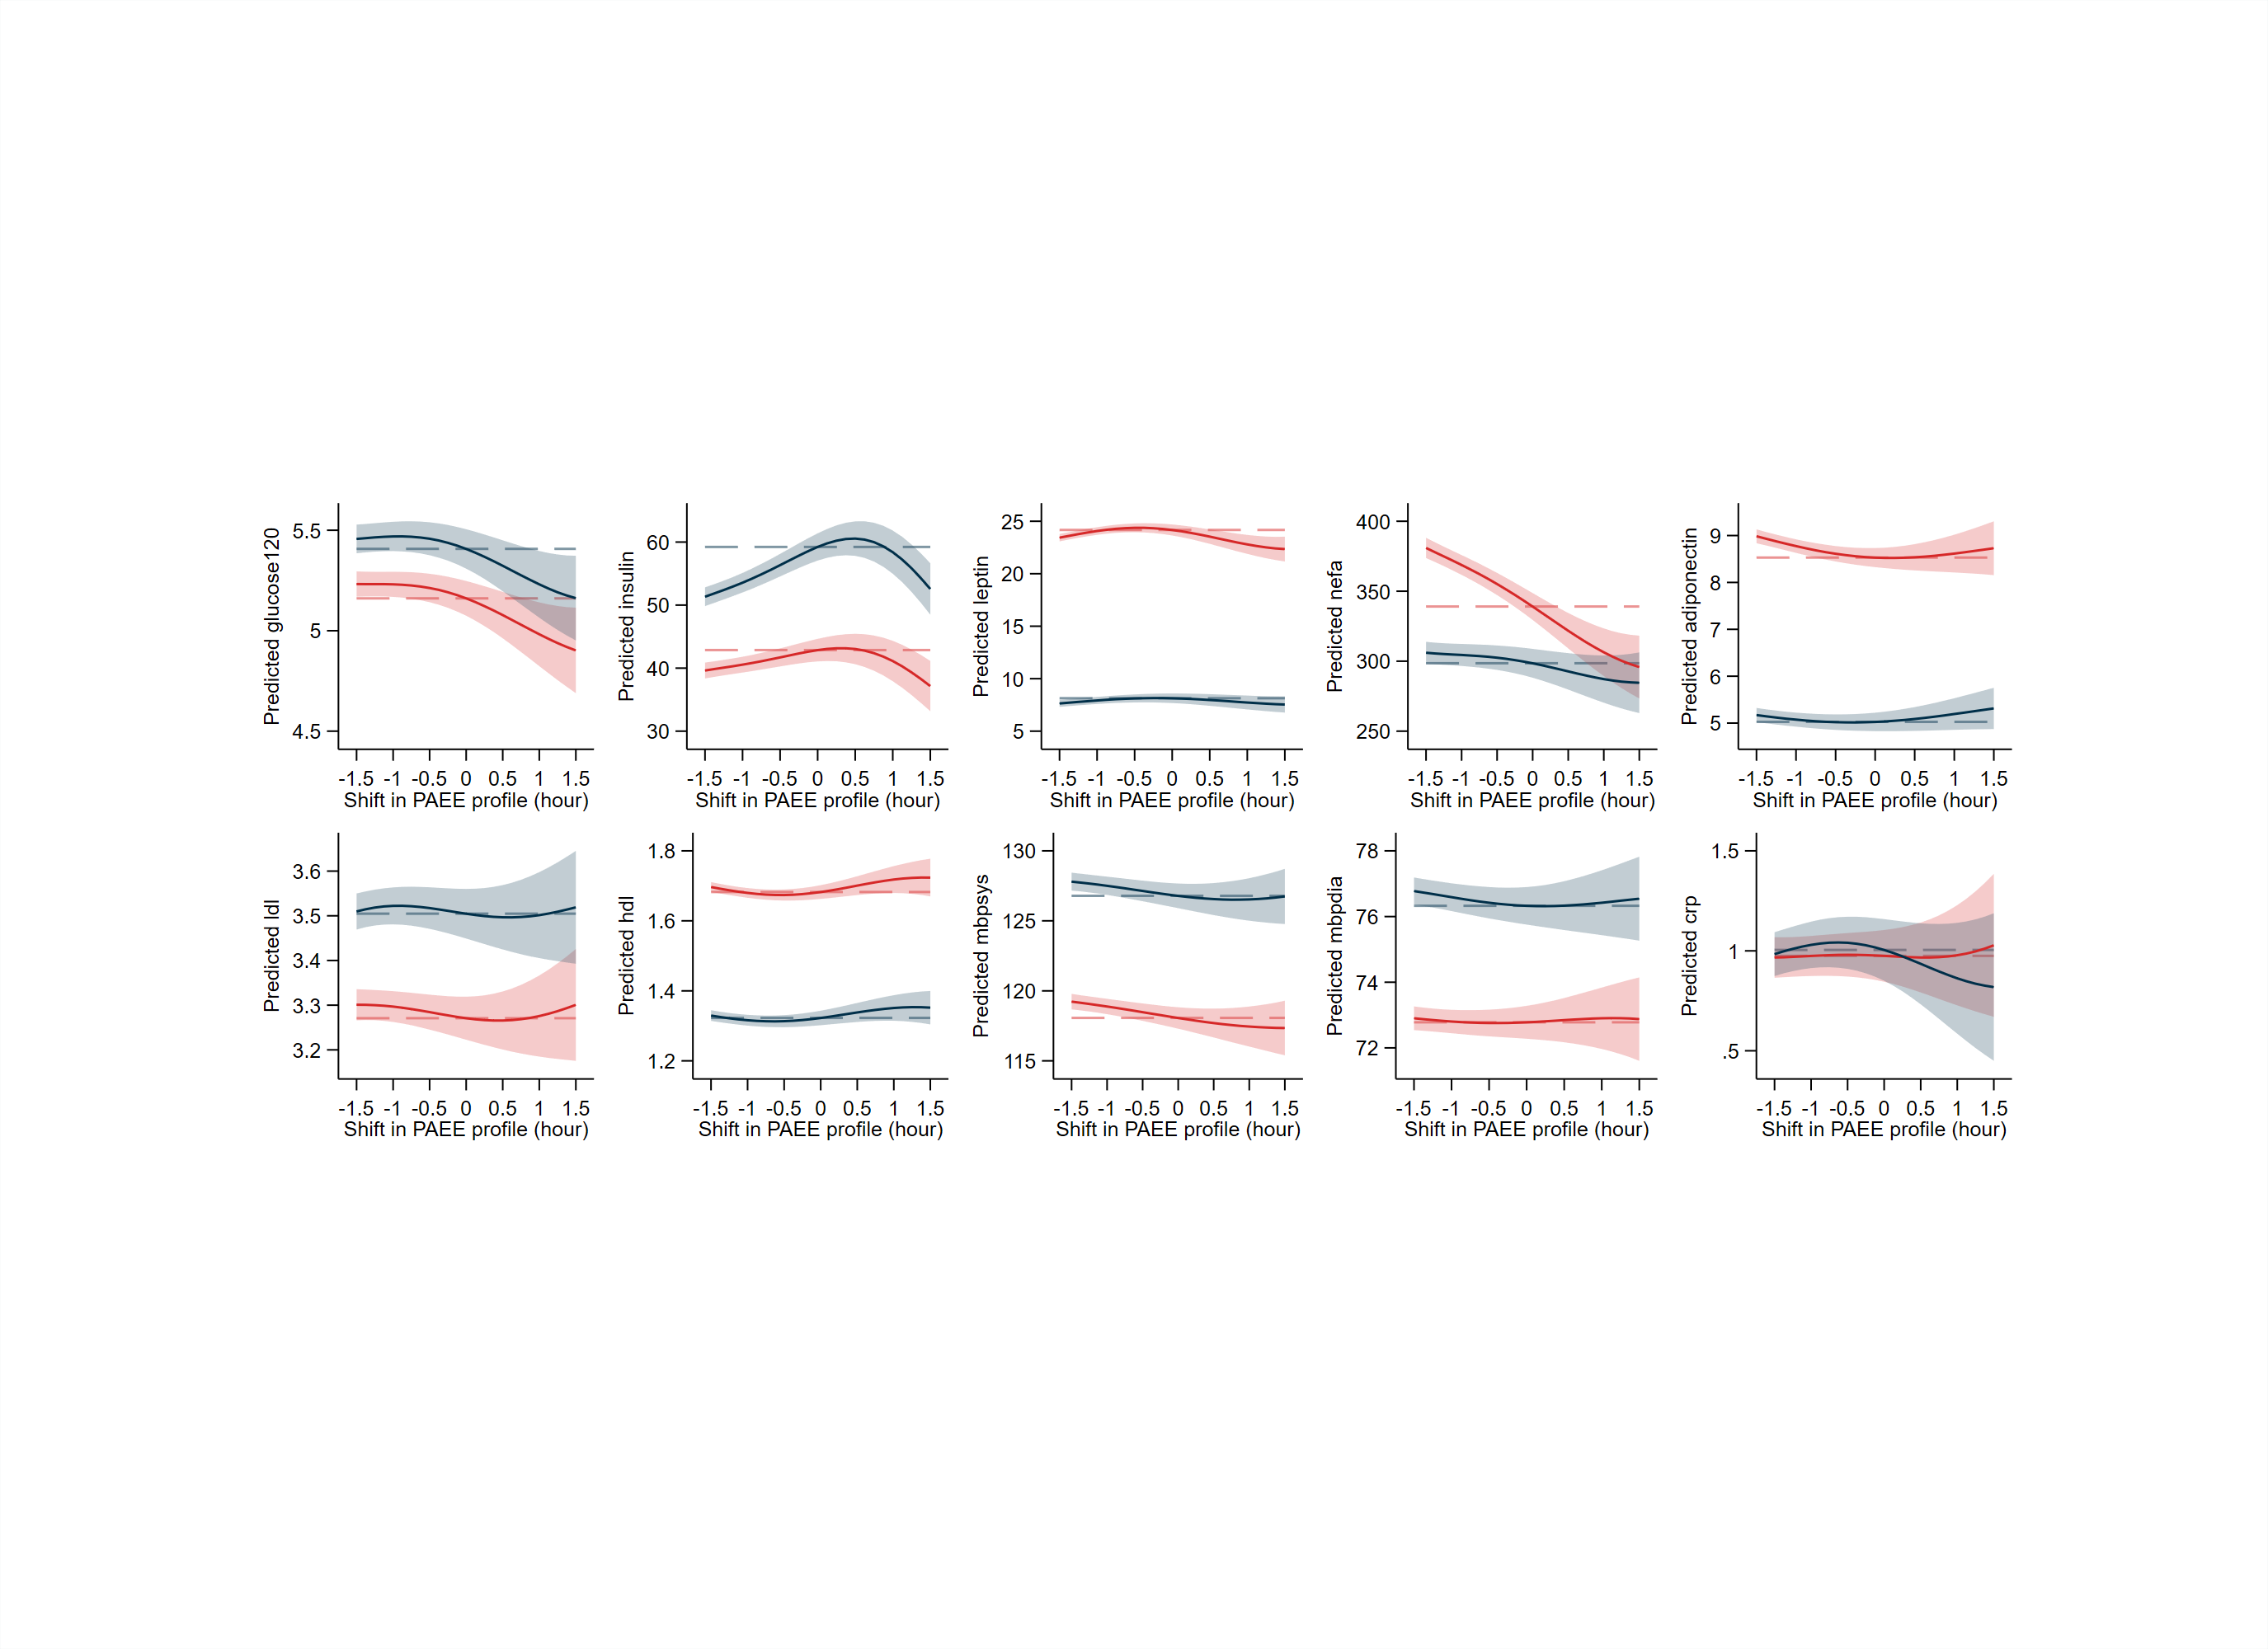 Predicted glucose120
5.5
5
4.5
-1.5 -1 -0.5 0 0.5 1 1.5
Shift in PAEE profile (hour)
Predicted insulin
60
50
40
30
-1.5 -1 -0.5 0 0.5 1 1.5
Shift in PAEE profile (hour)
Predicted leptin
25
20
15
10
5
-1.5 -1 -0.5 0 0.5 1 1.5
Shift in PAEE profile (hour)
Predicted nefa
400
350
300
250
-1.5 -1 -0.5 0 0.5 1 1.5
Shift in PAEE profile (hour)
Predicted adiponectin
9
8
7
6
5
-1.5 -1 -0.5 0 0.5 1 1.5
Shift in PAEE profile (hour)
Predicted ldl
3.6
3.5
3.4
3.3
3.2
-1.5 -1 -0.5 0 0.5 1 1.5
Shift in PAEE profile (hour)
Predicted hdl
1.8
1.6
1.4
1.2
-1.5 -1 -0.5 0 0.5 1 1.5
Shift in PAEE profile (hour)
Predicted mbpsys
130
125
120
115
-1.5 -1 -0.5 0 0.5 1 1.5
Shift in PAEE profile (hour)
Predicted mbpdia
78
76
74
72
-1.5 -1 -0.5 0 0.5 1 1.5
Shift in PAEE profile (hour)
Predicted crp
1.5
1
.5
-1.5 -1 -0.5 0 0.5 1 1.5
Shift in PAEE profile (hour)